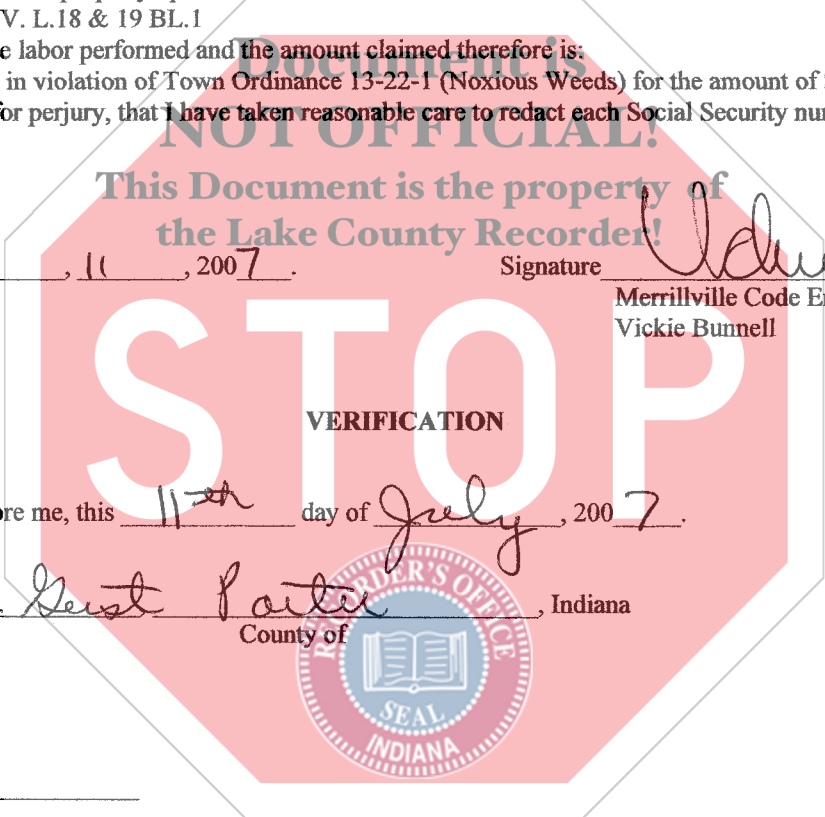 V. L.18 & 19 BL.1
e labor performed and the amount claimed therefore is:
Document is
in violation of Town Ordinance 13-22-1 (Noxious Weeds) for the amount of
or perjury, that I have taken reasonable care to redact each Social Security nu
NOT OFFICIAL!
This Document is the property of
the Lake County Recorder!
, 11, 2007.
Signature
Merrillville Code E
Vickie Bunnell
STOP
VERIFICATION
re me, this 11th day of July, 2007.
Porter, Indiana
County of
RECORDER'S OFFICE
SEAL
INDIANA